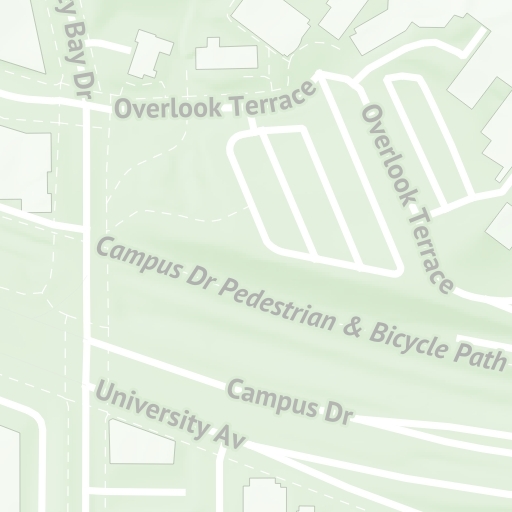 y Bay Dr
Overlook Terrace
Overlook Terrace
Campus Dr Pedestrian & Bicycle Path
Campus Dr
University Av